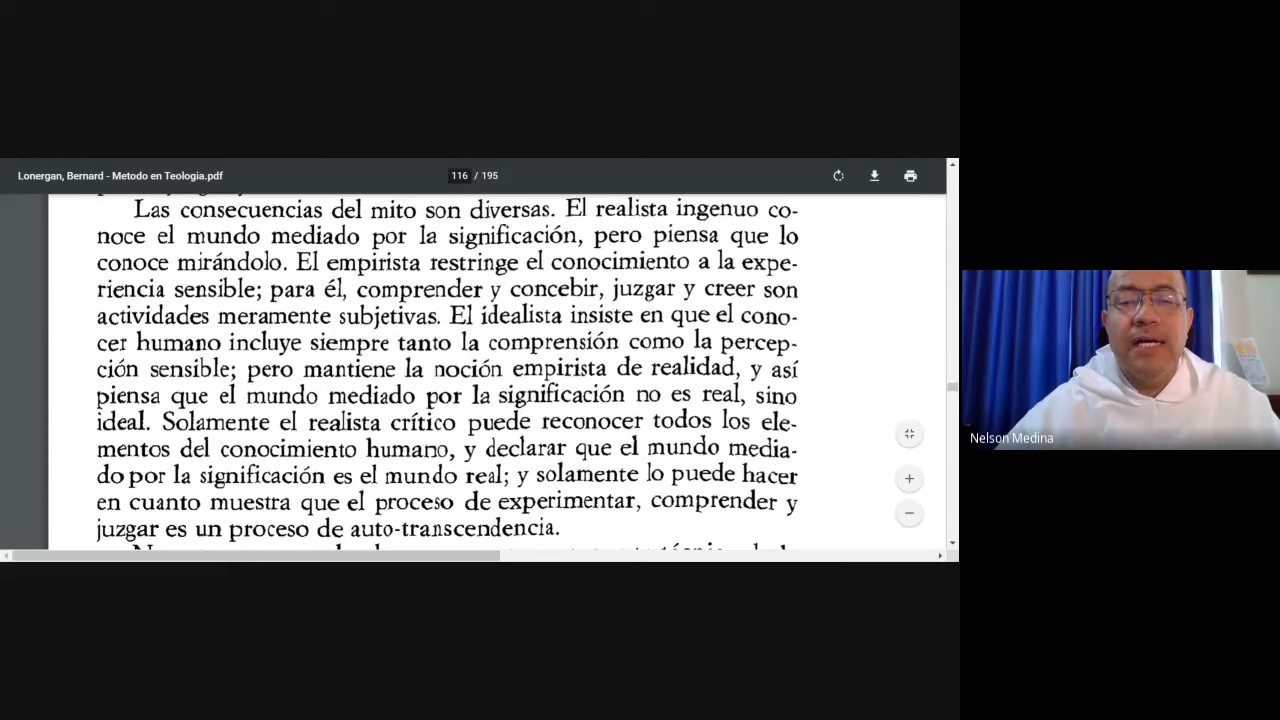 Lonergan, Bernard - Metodo en Teologia.pdf
116 / 195
Las consecuencias del mito son diversas. El realista ingenuo co-
noce el mundo mediado por la significación, pero piensa que lo
conoce mirándolo. El empirista restringe el conocimiento a la expe-
riencia sensible; para él, comprender y concebir, juzgar y creer son
actividades meramente subjetivas. El idealista insiste en que el cono-
cer humano incluye siempre tanto la comprensión como la percep-
ción sensible; pero mantiene la noción empirista de realidad, y así
piensa que el mundo mediado por la significación no es real, sino
ideal. Solamente el realista crítico puede reconocer todos los ele-
mentos del conocimiento humano, y declarar que el mundo media-
do por la significación es el mundo real; y solamente lo puede hacer
en cuanto muestra que el proceso de experimentar, comprender y
juzgar es un proceso de auto-transcendencia.
Nelson Medina